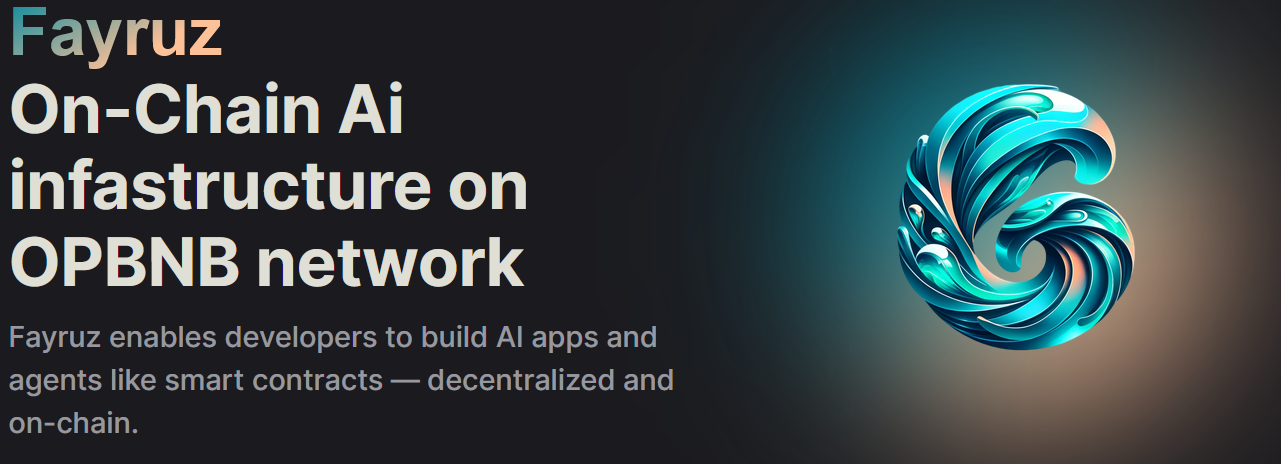 Fayruz
On-Chain Ai
infastructure on
OPBNB network
Fayruz enables developers to build AI apps and
agents like smart contracts — decentralized and
on-chain.